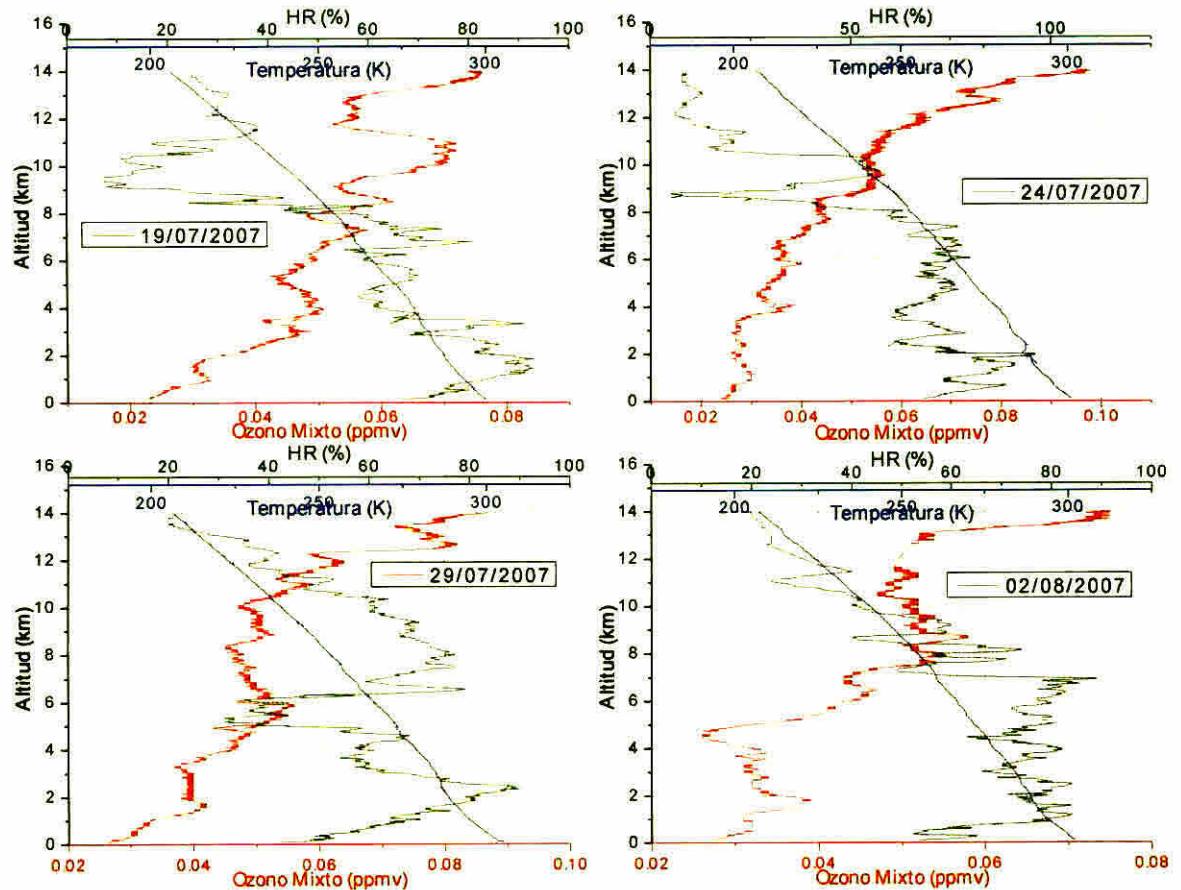 HR (%)
0 20 40 60 80 100
200 250 300
Temperatura (K)
16
14
12
10
8
6
4
2
0
Altitud (km)
19/07/2007
0.02 0.04 0.06 0.08
Ozono Mixto (ppmv)
HR (%)
0 50 100
200 250 300
Temperatura (K)
16
14
12
10
8
6
4
2
0
Altitud (km)
24/07/2007
0.02 0.04 0.06 0.08 0.10
Ozono Mixto (ppmv)
HR (%)
0 20 40 60 80 100
200 250 300
Temperatura (K)
16
14
12
10
8
6
4
2
0
Altitud (km)
29/07/2007
0.02 0.04 0.06 0.08 0.10
Ozono Mixto (ppmv)
HR (%)
0 20 40 60 80 100
200 250 300
Temperatura (K)
16
14
12
10
8
6
4
2
0
Altitud (km)
02/08/2007
0.02 0.04 0.06 0.08
Ozono Mixto (ppmv)